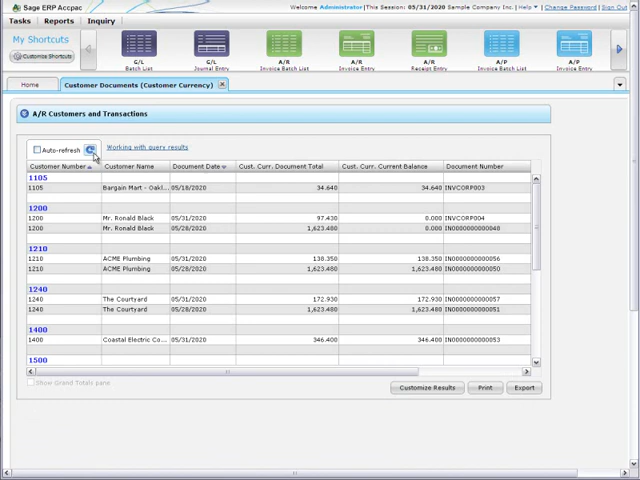 Sage ERP Accpac
Welcome Administrator | This Session: 05/31/2020 | Sample Company Inc. | Help | Change Password | Sign Out
Tasks Reports Inquiry
My Shortcuts
Customize Shortcuts
G/L Batch List
G/L Journal Entry
A/R Invoice Batch List
A/R Invoice Entry
A/R Receipt Entry
A/P Invoice Batch List
A/P Invoice Entry
Home Customer Documents (Customer Currency)
A/R Customers and Transactions
Auto-refresh Working with query results
Customer Number Customer Name Document Date Cust. Curr. Document Total Cust. Curr. Current Balance Document Number
1105
1105 Bargain Mart - Oakl... 05/18/2020 34.640 34.640 INVCORP003
1200
1200 Mr. Ronald Black 05/31/2020 97.430 0.000 INVCORP004
1200 Mr. Ronald Black 05/28/2020 1,623.480 0.000 IN0000000000048
1210
1210 ACME Plumbing 05/31/2020 138.350 138.350 IN0000000000056
1210 ACME Plumbing 05/28/2020 1,623.480 1,623.480 IN0000000000050
1240
1240 The Courtyard 05/31/2020 172.930 172.930 IN0000000000057
1240 The Courtyard 05/28/2020 1,623.480 1,623.480 IN0000000000051
1400
1400 Coastal Electric Co... 05/31/2020 346.400 346.400 IN0000000000053
1500
Show Grand Totals pane
Customize Results Print Export